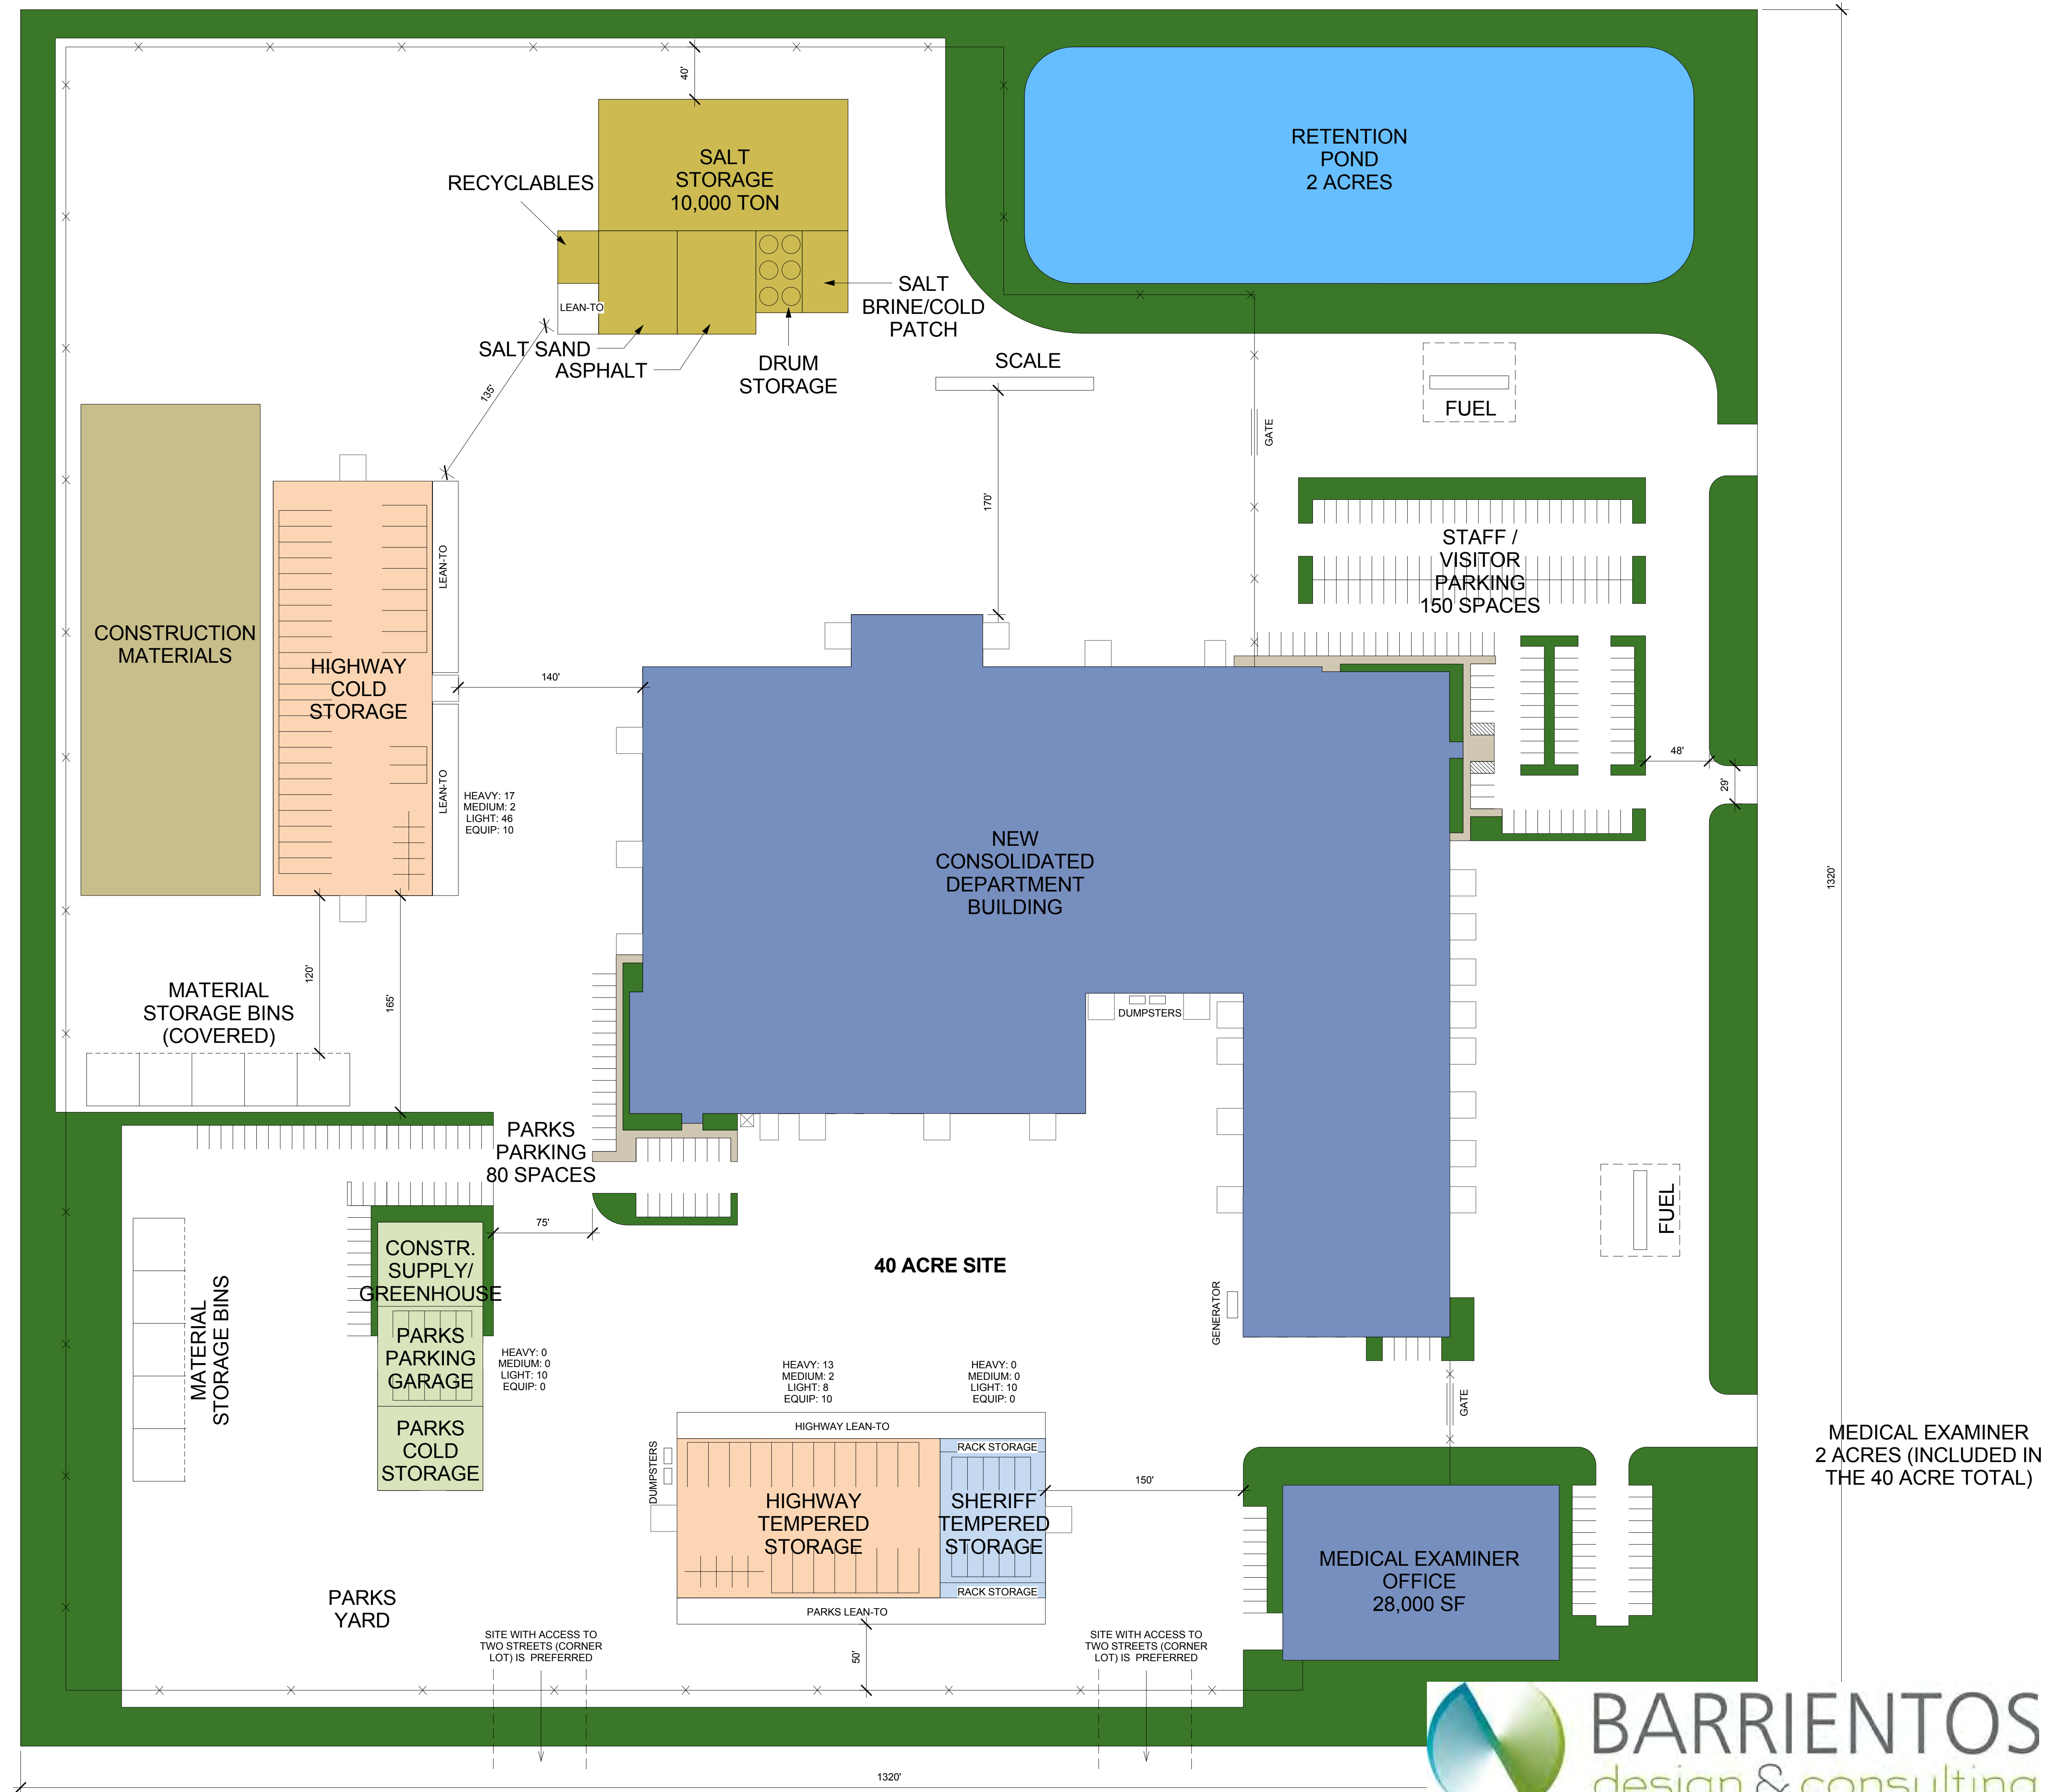 40'
RETENTION
POND
2 ACRES
SALT
STORAGE
10,000 TON
RECYCLABLES
LEAN-TO
SALT
BRINE/COLD
PATCH
SALT SAND
ASPHALT
DRUM
STORAGE
SCALE
135'
FUEL
GATE
170'
LEAN-TO
STAFF /
VISITOR
PARKING
150 SPACES
CONSTRUCTION
MATERIALS
HIGHWAY
COLD
STORAGE
140'
48'
29'
LEAN-TO
HEAVY: 17
MEDIUM: 2
LIGHT: 46
EQUIP: 10
NEW
CONSOLIDATED
DEPARTMENT
BUILDING
1320'
120'
165'
MATERIAL
STORAGE BINS
(COVERED)
DUMPSTERS
PARKS
PARKING
80 SPACES
75'
FUEL
CONSTR.
SUPPLY/
GREENHOUSE
40 ACRE SITE
MATERIAL
STORAGE BINS
GENERATOR
PARKS
PARKING
GARAGE
HEAVY: 0
MEDIUM: 0
LIGHT: 10
EQUIP: 0
HEAVY: 13
MEDIUM: 2
LIGHT: 8
EQUIP: 10
HEAVY: 0
MEDIUM: 0
LIGHT: 10
EQUIP: 0
GATE
PARKS
COLD
STORAGE
HIGHWAY LEAN-TO
RACK STORAGE
DUMPSTERS
MEDICAL EXAMINER
2 ACRES (INCLUDED IN
THE 40 ACRE TOTAL)
150'
HIGHWAY
TEMPERED
STORAGE
SHERIFF
TEMPERED
STORAGE
MEDICAL EXAMINER
OFFICE
28,000 SF
RACK STORAGE
PARKS
YARD
PARKS LEAN-TO
SITE WITH ACCESS TO
TWO STREETS (CORNER
LOT) IS PREFERRED
50'
SITE WITH ACCESS TO
TWO STREETS (CORNER
LOT) IS PREFERRED
1320'
BARRIENTOS
design & consulting